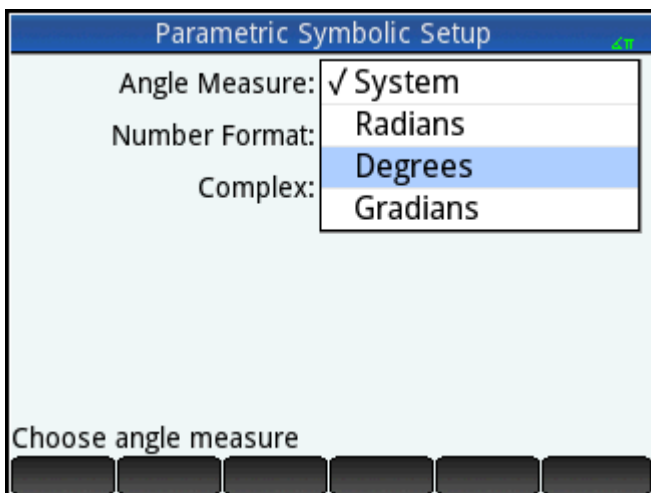 Parametric Symbolic Setup ∡π
Angle Measure: √ System
Radians
Number Format:
Degrees
Complex:
Gradians
Choose angle measure